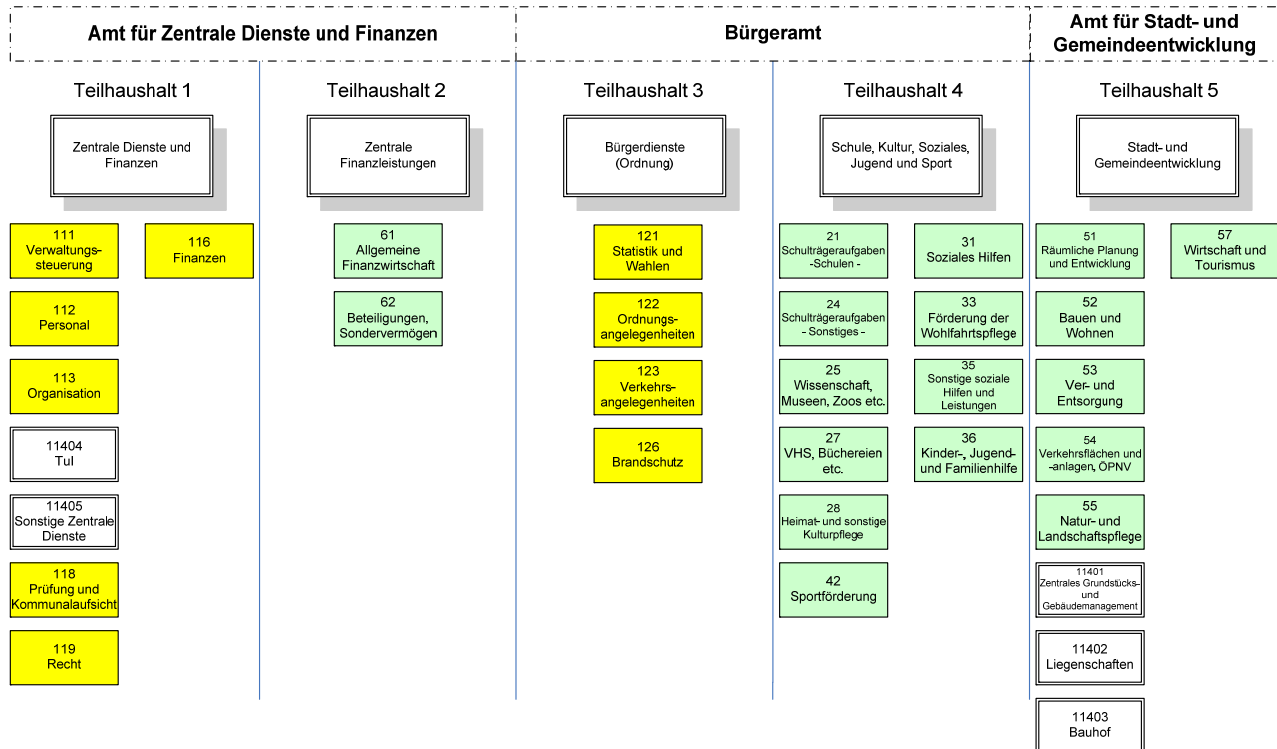 Amt für Zentrale Dienste und Finanzen
Bürgeramt
Amt für Stadt- und
Gemeindeentwicklung
Teilhaushalt 1
Zentrale Dienste und
Finanzen
111
Verwaltungs-
steuerung
112
Personal
113
Organisation
11404
TuI
11405
Sonstige Zentrale
Dienste
118
Prüfung und
Kommunalaufsicht
119
Recht
116
Finanzen
Teilhaushalt 2
Zentrale
Finanzleistungen
61
Allgemeine
Finanzwirtschaft
62
Beteiligungen,
Sondervermögen
Teilhaushalt 3
Bürgerdienste
(Ordnung)
121
Statistik und
Wahlen
122
Ordnungs-
angelegenheiten
123
Verkehrs-
angelegenheiten
126
Brandschutz
Teilhaushalt 4
Schule, Kultur, Soziales,
Jugend und Sport
21
Schulträgeraufgaben
-Schulen -
24
Schulträgeraufgaben
- Sonstiges -
25
Wissenschaft,
Museen, Zoos etc.
27
VHS, Büchereien
etc.
28
Heimat- und sonstige
Kulturpflege
42
Sportförderung
31
Soziales Hilfen
33
Förderung der
Wohlfahrtspflege
35
Sonstige soziale
Hilfen und
Leistungen
36
Kinder-, Jugend-
und Familienhilfe
Teilhaushalt 5
Stadt- und
Gemeindeentwicklung
51
Räumliche Planung
und Entwicklung
52
Bauen und
Wohnen
53
Ver- und
Entsorgung
54
Verkehrsflächen und
-anlagen, ÖPNV
55
Natur- und
Landschaftspflege
11401
Zentrales Grundstücks-
und
Gebäudemanagement
11402
Liegenschaften
11403
Bauhof
57
Wirtschaft und
Tourismus